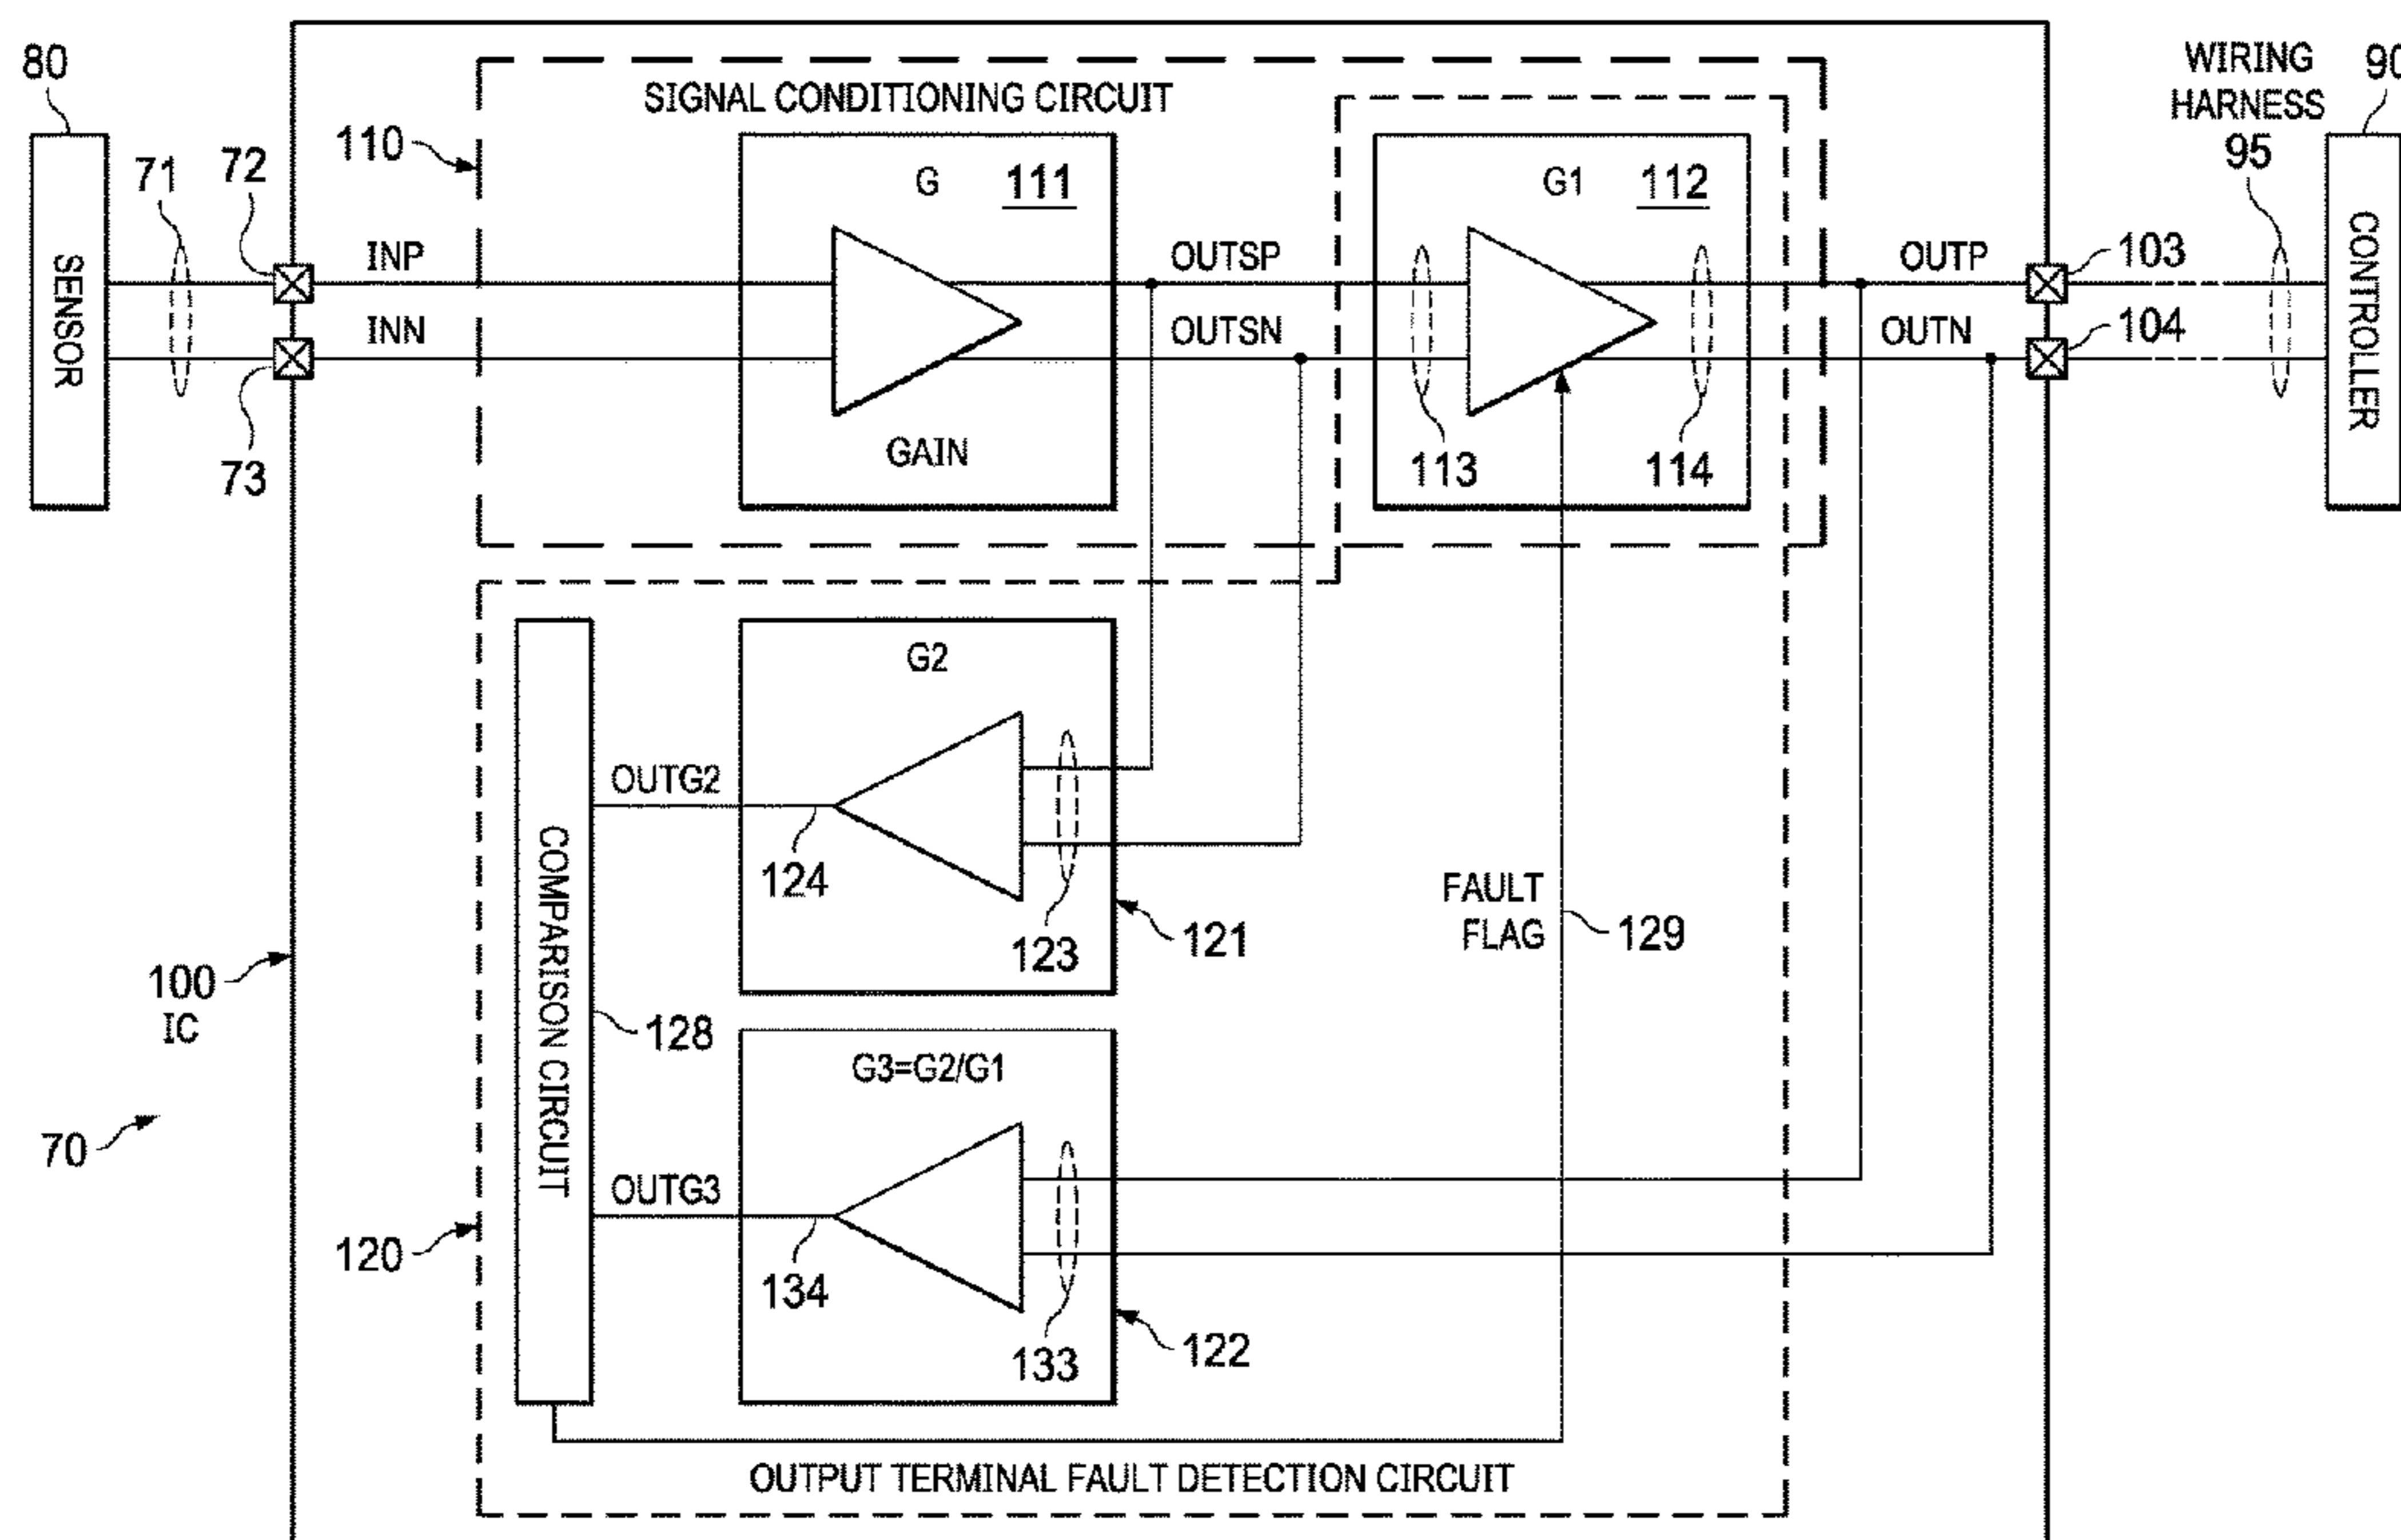 80
71
72
73
SENSOR
INP
INN
110
SIGNAL CONDITIONING CIRCUIT
G
111
GAIN
OUTSP
OUTSN
G1
112
113
114
OUTP
OUTN
103
104
WIRING
HARNESS
95
90
CONTROLLER
G2
OUTG2
124
123
121
COMPARISON CIRCUIT
128
FAULT
FLAG
129
100
IC
70
120
G3=G2/G1
OUTG3
134
133
122
OUTPUT TERMINAL FAULT DETECTION CIRCUIT